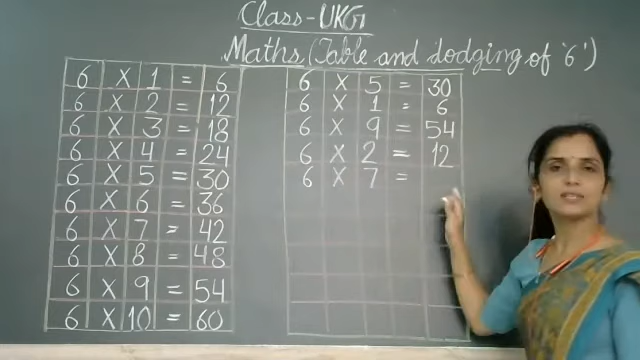 Class-UKG
Maths (Table and dodging of '6')
6 X 1 = 6
6 X 2 = 12
6 X 3 = 18
6 X 4 = 24
6 X 5 = 30
6 X 6 = 36
6 X 7 = 42
6 X 8 = 48
6 X 9 = 54
6 X 10 = 60
6 X 5 = 30
6 X 1 = 6
6 X 9 = 54
6 X 2 = 12
6 X 7 =